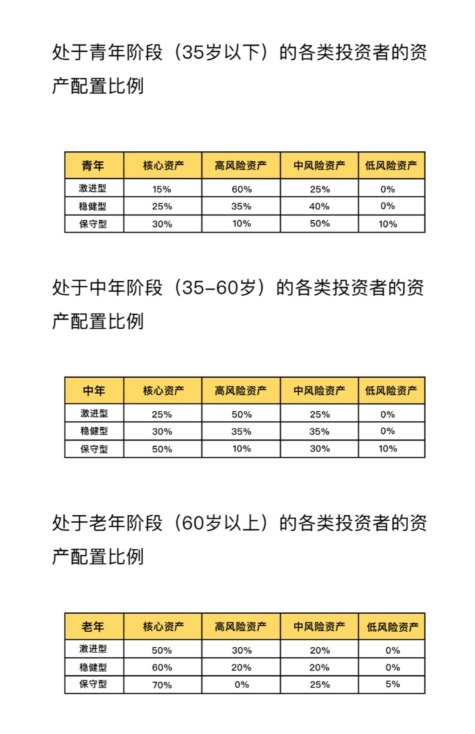 处于青年阶段（35岁以下）的各类投资者的资
产配置比例
青年 核心资产 高风险资产 中风险资产 低风险资产
激进型 15% 60% 25% 0%
稳健型 25% 35% 40% 0%
保守型 30% 10% 50% 10%
处于中年阶段（35-60岁）的各类投资者的资
产配置比例
中年 核心资产 高风险资产 中风险资产 低风险资产
激进型 25% 50% 25% 0%
稳健型 30% 35% 35% 0%
保守型 50% 10% 30% 10%
处于老年阶段（60岁以上）的各类投资者的资
产配置比例
老年 核心资产 高风险资产 中风险资产 低风险资产
激进型 50% 30% 20% 0%
稳健型 60% 20% 20% 0%
保守型 70% 0% 25% 5%